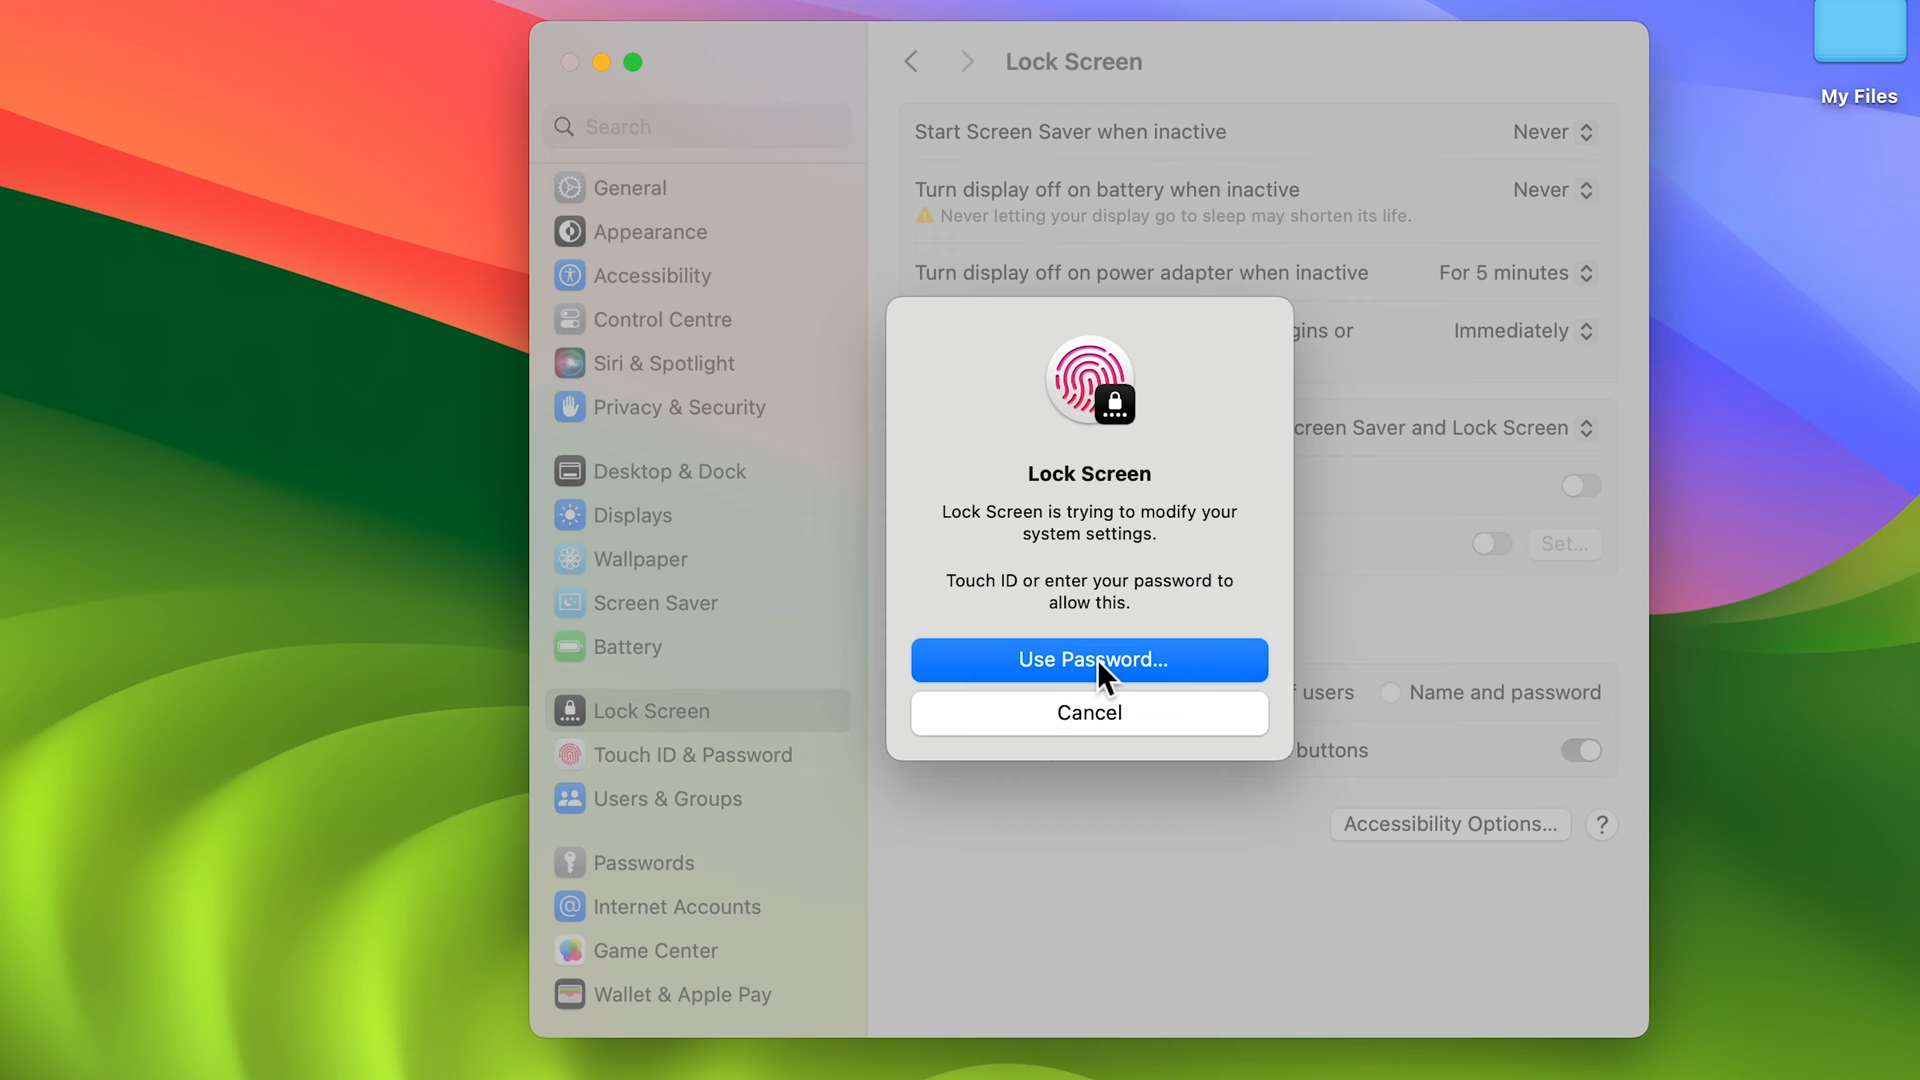 Lock Screen
My Files
Search
General
Appearance
Accessibility
Control Centre
Siri & Spotlight
Privacy & Security
Desktop & Dock
Displays
Wallpaper
Screen Saver
Battery
Lock Screen
Touch ID & Password
Users & Groups
Passwords
Internet Accounts
Game Center
Wallet & Apple Pay
Start Screen Saver when inactive Never
Turn display off on battery when inactive Never
Never letting your display go to sleep may shorten its life.
Turn display off on power adapter when inactive For 5 minutes
gins or Immediately
creen Saver and Lock Screen
Set...
users Name and password
buttons
Accessibility Options...
?
Lock Screen
Lock Screen is trying to modify your
system settings.
Touch ID or enter your password to
allow this.
Use Password...
Cancel